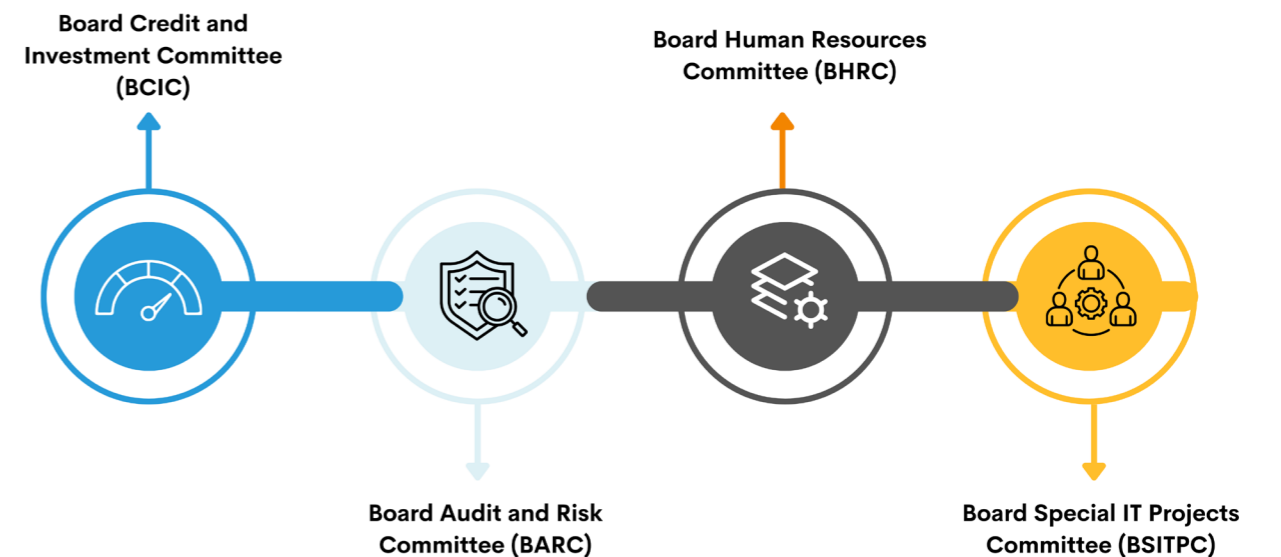 Board Credit and
Investment Committee
(BCIC)
Board Human Resources
Committee (BHRC)
Board Audit and Risk
Committee (BARC)
Board Special IT Projects
Committee (BSITPC)